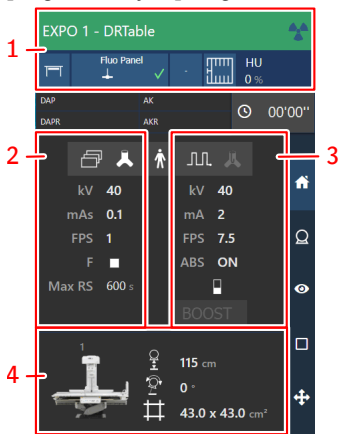 EXPO 1 - DRTable
1
Fluo Panel
-
HU
0 %
DAP AK
00'00''
DAPR AKR
2
3
kV 40
mAs 0.1
FPS 1
F
Max RS 600 s
kV 40
mA 2
FPS 7.5
ABS ON
BOOST
4
1
115 cm
0 °
43.0 x 43.0 cm²